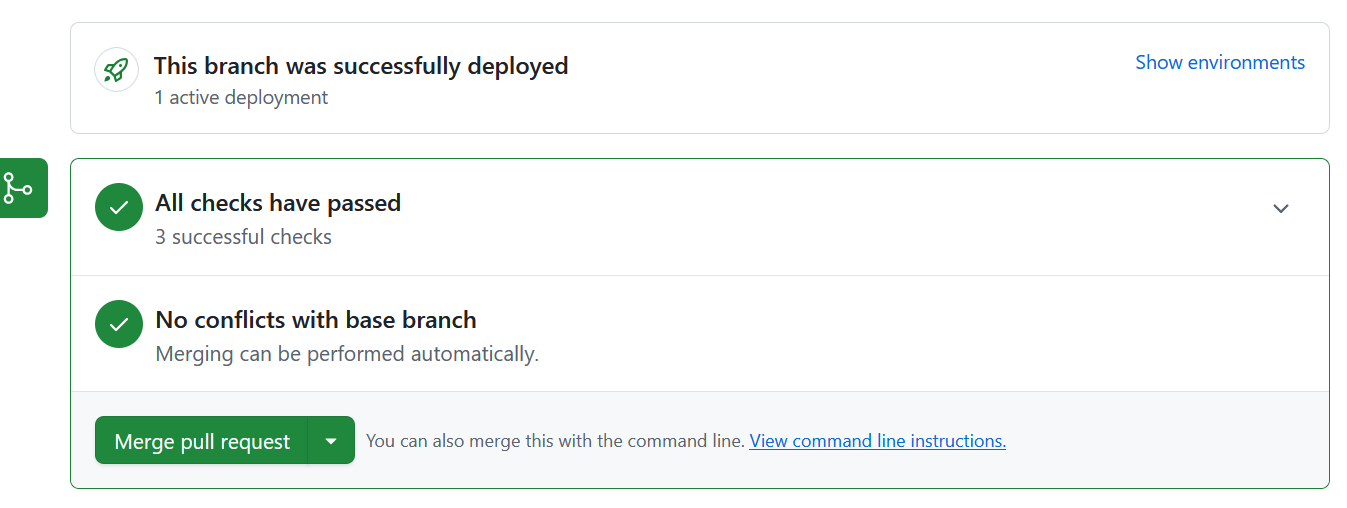 This branch was successfully deployed
Show environments
1 active deployment
All checks have passed
3 successful checks
No conflicts with base branch
Merging can be performed automatically.
Merge pull request
You can also merge this with the command line. View command line instructions.